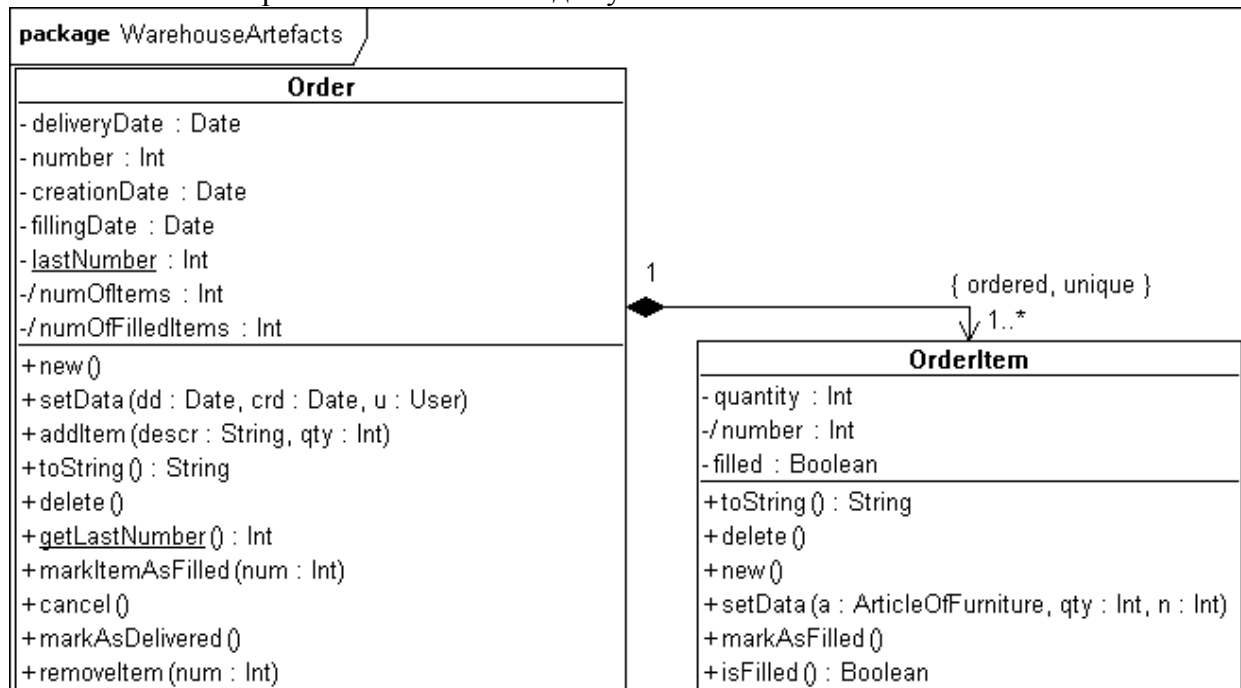 package WarehouseArtefacts
Order
- deliveryDate : Date
- number : Int
- creationDate : Date
- fillingDate : Date
- lastNumber : Int
-/ numOfItems : Int
-/ numOfFilledItems : Int
+ new ()
+ setData (dd : Date, crd : Date, u : User)
+ addItem (descr : String, qty : Int)
+ toString () : String
+ delete ()
+ getLastNumber () : Int
+ markItemAsFilled (num : Int)
+ cancel ()
+ markAsDelivered ()
+ removeItem (num : Int)
1
{ ordered, unique }
1..*
OrderItem
- quantity : Int
-/ number : Int
- filled : Boolean
+ toString () : String
+ delete ()
+ new ()
+ setData (a : ArticleOfFurniture, qty : Int, n : Int)
+ markAsFilled ()
+ isFilled () : Boolean